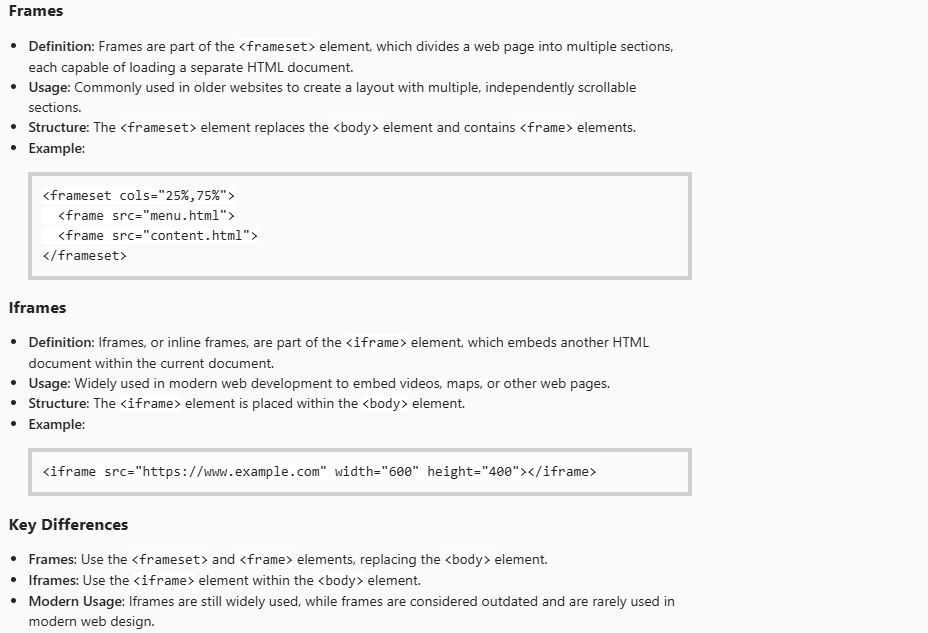 Frames
• Definition: Frames are part of the <frameset> element, which divides a web page into multiple sections,
each capable of loading a separate HTML document.
• Usage: Commonly used in older websites to create a layout with multiple, independently scrollable
sections.
• Structure: The <frameset> element replaces the <body> element and contains <frame> elements.
• Example:
<frameset cols="25%,75%">
  <frame src="menu.html">
  <frame src="content.html">
</frameset>
Iframes
• Definition: Iframes, or inline frames, are part of the <iframe> element, which embeds another HTML
document within the current document.
• Usage: Widely used in modern web development to embed videos, maps, or other web pages.
• Structure: The <iframe> element is placed within the <body> element.
• Example:
<iframe src="https://www.example.com" width="600" height="400"></iframe>
Key Differences
• Frames: Use the <frameset> and <frame> elements, replacing the <body> element.
• Iframes: Use the <iframe> element within the <body> element.
• Modern Usage: Iframes are still widely used, while frames are considered outdated and are rarely used in
modern web design.